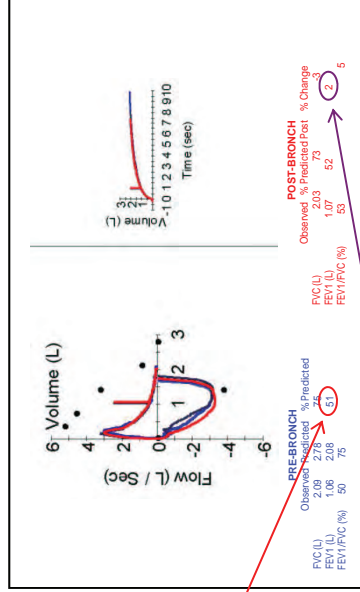 Volume (L)
6
4
2
0
-2
-4
-6
1 2 3
Flow (L / Sec)
Volume (L)
3
2
1
-1 0 1 2 3 4 5 6 7 8 9 10
Time (sec)
PRE-BRONCH
Observed Predicted % Predicted
FVC (L) 2.09 2.78 75
FEV1 (L) 1.06 2.08 51
FEV1/FVC (%) 50 75
POST-BRONCH
Observed % Predicted Post % Change
FVC (L) 2.03 73 -3
FEV1 (L) 1.07 52 2
FEV1/FVC (%) 53 5